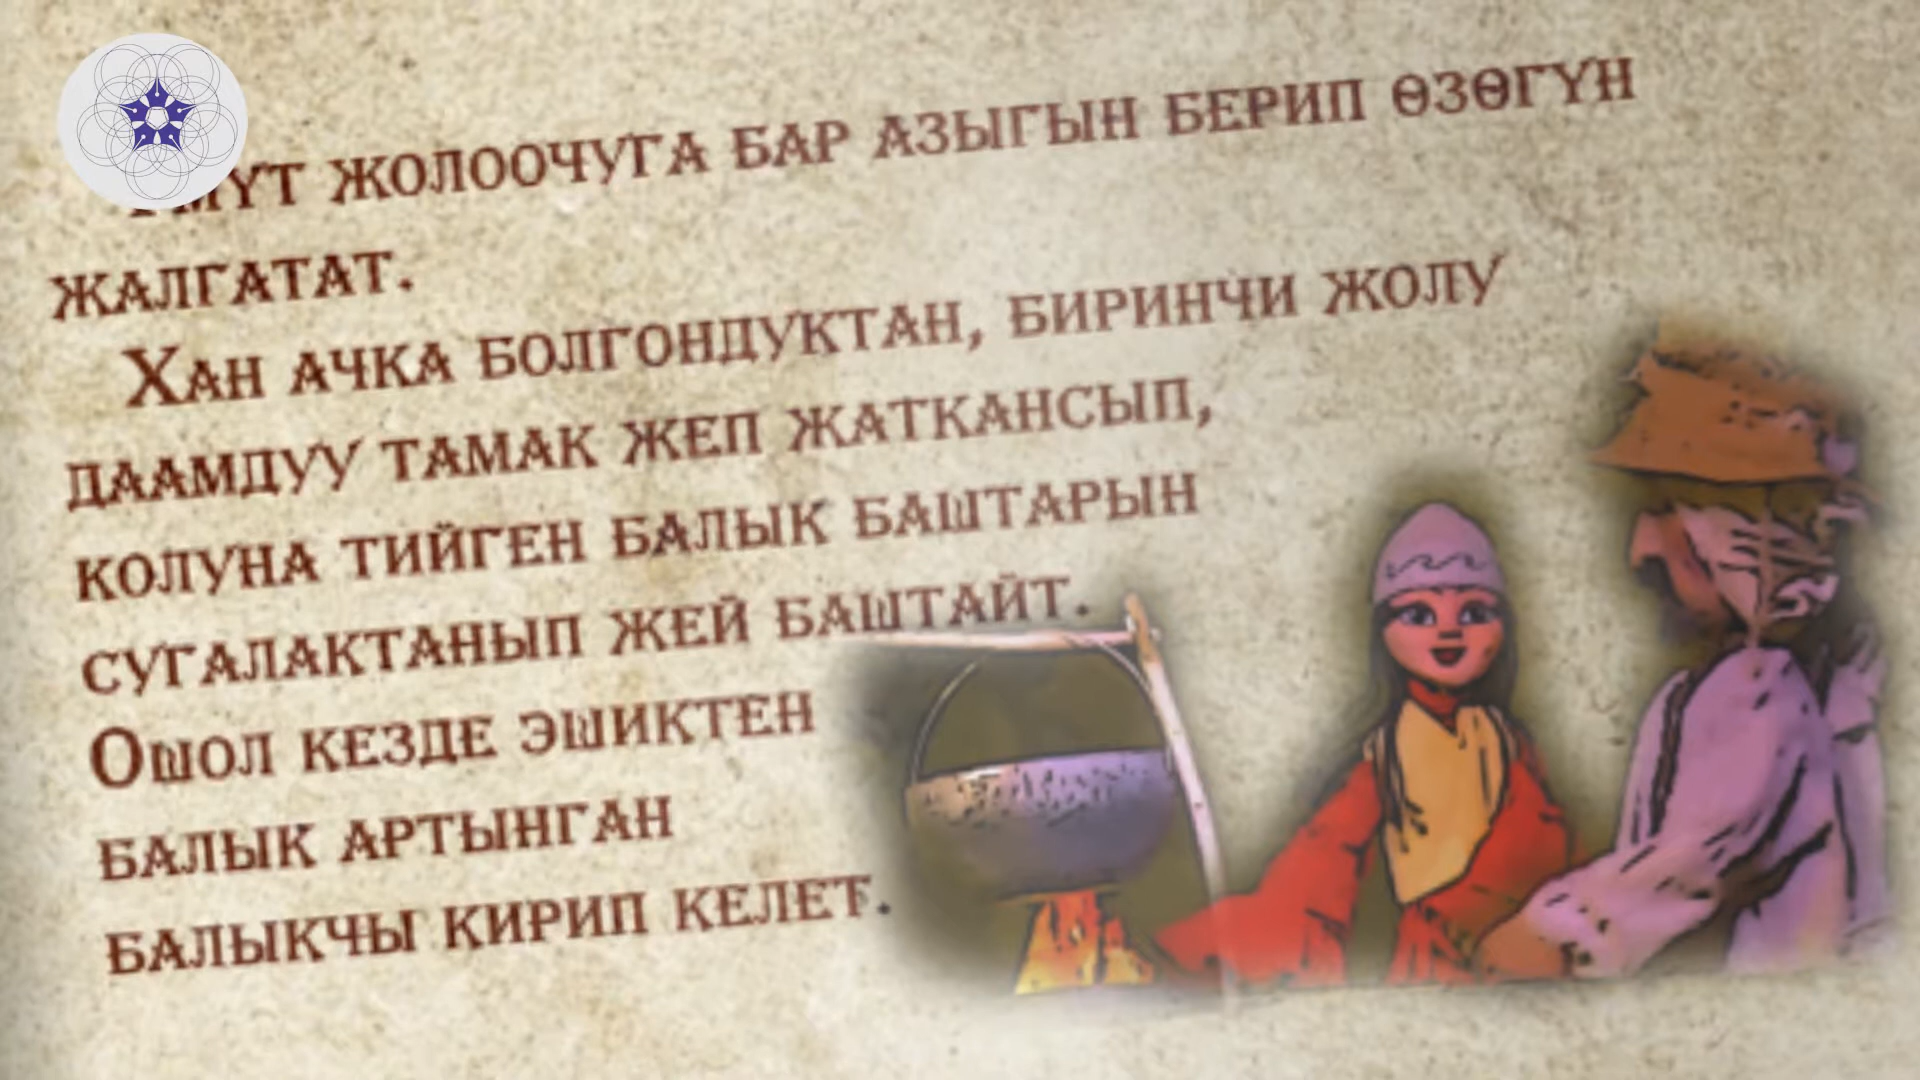 ЖОЛООЧУГА БАР АЗЫГЫН БЕРИП ӨЗӨГҮН
ЖАЛГАТАТ.
ХАН АЧКА БОЛГОНДУКТАН, БИРИНЧИ ЖОЛУ
ДААМДУУ ТАМАК ЖЕП ЖАТКАНСЫП,
КОЛУНА ТИЙГЕН БАЛЫК БАШТАРЫН
СУГАЛАКТАНЫП ЖЕЙ БАШТАЙТ.
ОШОЛ КЕЗДЕ ЭШИКТЕН
БАЛЫК АРТЫНГАН
БАЛЫКЧЫ КИРИП КЕЛЕТ.